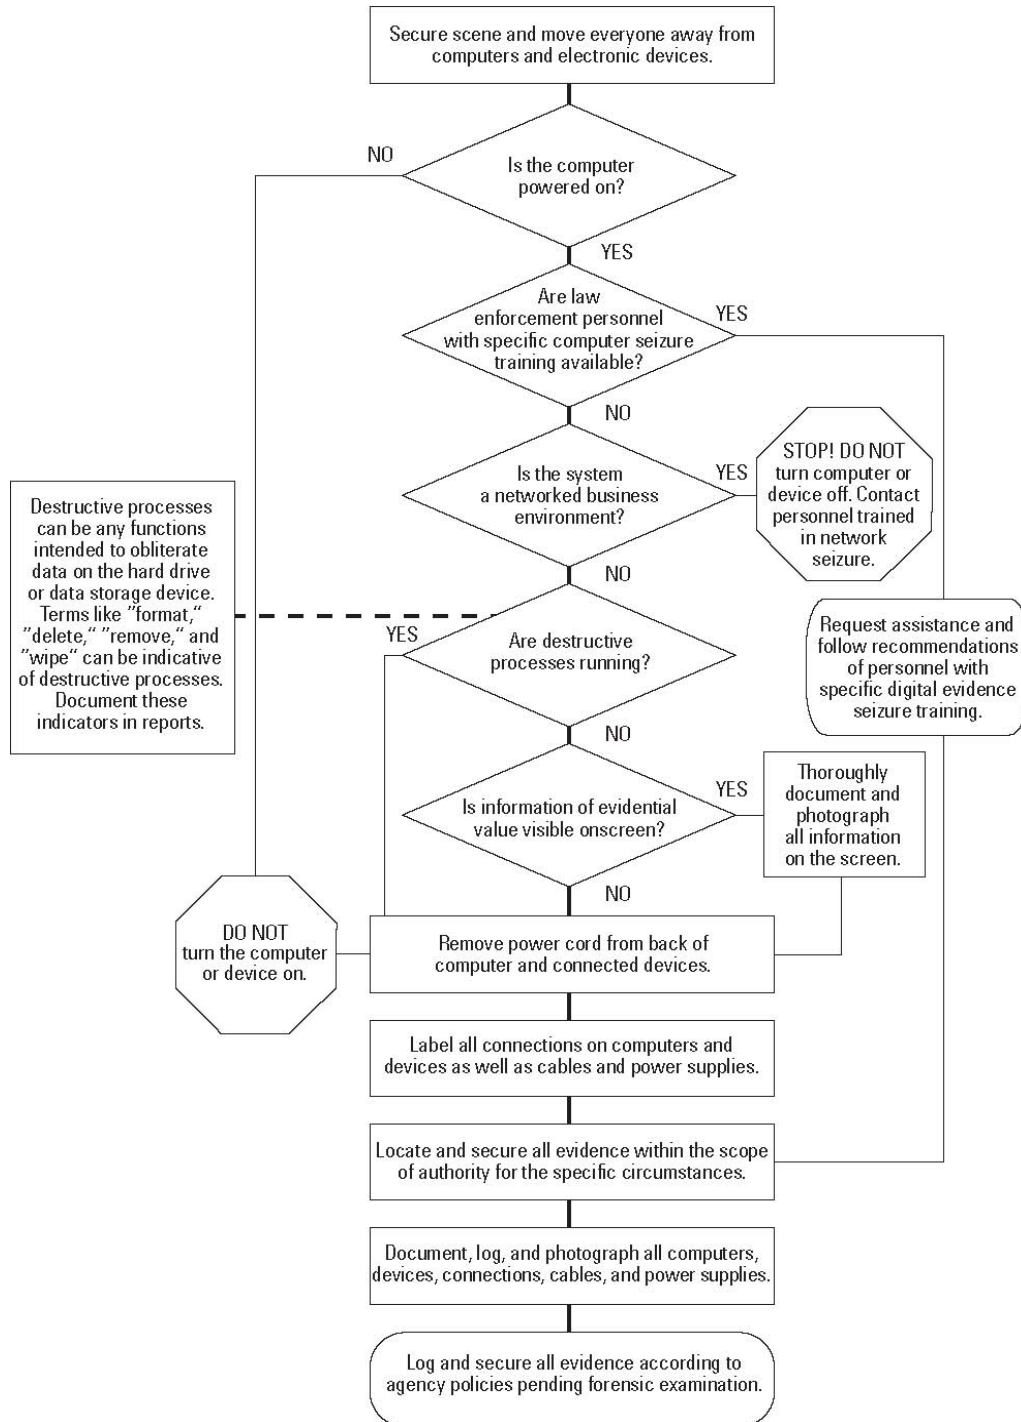 Secure scene and move everyone away from
computers and electronic devices.
NO
Is the computer
powered on?
YES
Are law
enforcement personnel
with specific computer seizure
training available?
YES
NO
Is the system
a networked business
environment?
YES
STOP! DO NOT
turn computer or
device off. Contact
personnel trained
in network
seizure.
NO
Destructive processes
can be any functions
intended to obliterate
data on the hard drive
or data storage device.
Terms like ”format,“
”delete,“ ”remove,“ and
”wipe“ can be indicative
of destructive processes.
Document these
indicators in reports.
YES
Are destructive
processes running?
Request assistance and
follow recommendations
of personnel with
specific digital evidence
seizure training.
NO
Is information of evidential
value visible onscreen?
YES
Thoroughly
document and
photograph
all information
on the screen.
NO
DO NOT
turn the computer
or device on.
Remove power cord from back of
computer and connected devices.
Label all connections on computers and
devices as well as cables and power supplies.
Locate and secure all evidence within the scope
of authority for the specific circumstances.
Document, log, and photograph all computers,
devices, connections, cables, and power supplies.
Log and secure all evidence according to
agency policies pending forensic examination.